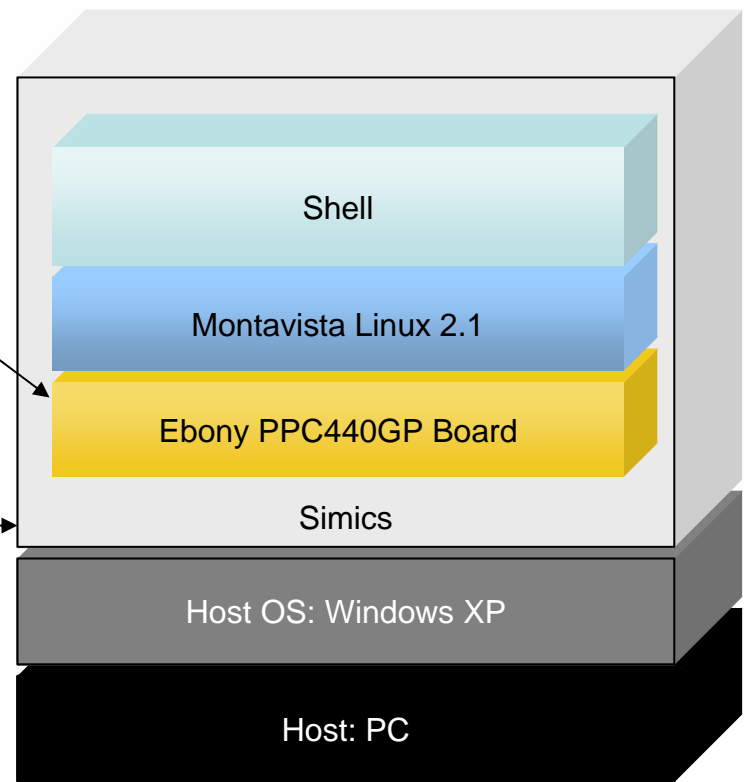 Shell
Montavista Linux 2.1
Ebony PPC440GP Board
Simics
Host OS: Windows XP
Host: PC